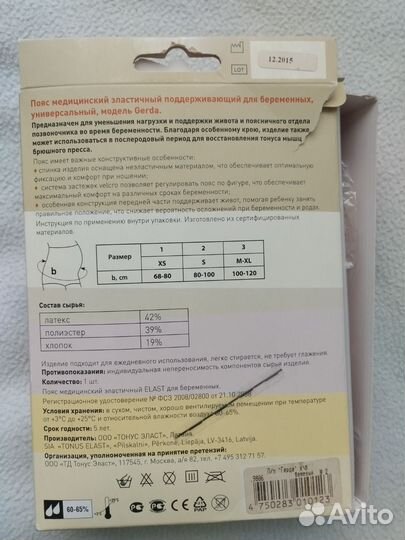 12.2015
LOT
Пояс медицинский эластичный поддерживающий для беременных,
универсальный, модель Gerda.
Предназначен для уменьшения нагрузки и поддержки живота и поясничного отдела
позвоночника во время беременности. Благодаря особенному крою, изделие также
может использоваться в послеродовой период для восстановления тонуса мышц
брюшного пресса.
Пояс имеет важные конструктивные особенности:
• спинка изделия оснащена неэластичным материалом, что обеспечивает оптимальную
фиксацию и комфорт при ношении;
• система застежек velcro позволяет регулировать пояс по фигуре, что обеспечивает
максимальный комфорт на различных сроках беременности;
• особенная конструкция передней части поддерживает живот, помогая ребенку занять
правильное положение, что снижает вероятность осложнений при беременности и родах.
Инструкция по применению внутри упаковки. Изготовлено из сертифицированных
материалов.
Размер 1 2 3
XS S M-XL
b, cm 68-80 80-100 100-120
b
Состав сырья:
латекс 42%
полиэстер 39%
хлопок 19%
Изделие подходит для ежедневного использования, легко стирается, не требует глажения.
Противопоказания: индивидуальная непереносимость компонентов сырья изделия.
Количество: 1 шт.
Пояс медицинский эластичный ELAST для беременных.
Регистрационное удостоверение № ФСЗ 2008/02800 от 21.10.2008
Условия хранения: в сухом, чистом, хорошо вентилируемом помещении при температуре
от +3°C до +25°C и относительности воздуха 60-65%.
Срок годности: 5 лет.
Производитель: ООО «ТОНУС ЭЛАСТ», Латвия.
SIA «TONUS ELAST», «Pilskalni», Pērkone, Liepāja, LV-3416, Latvija.
Организация, уполномоченная на принятие претензий:
ООО «ТД Тонус Эласт», 117545, г. Москва, а/я 82, тел. +7 495 312 71 57.
60-65%
PAP
9806
4 750283 010123
Avito